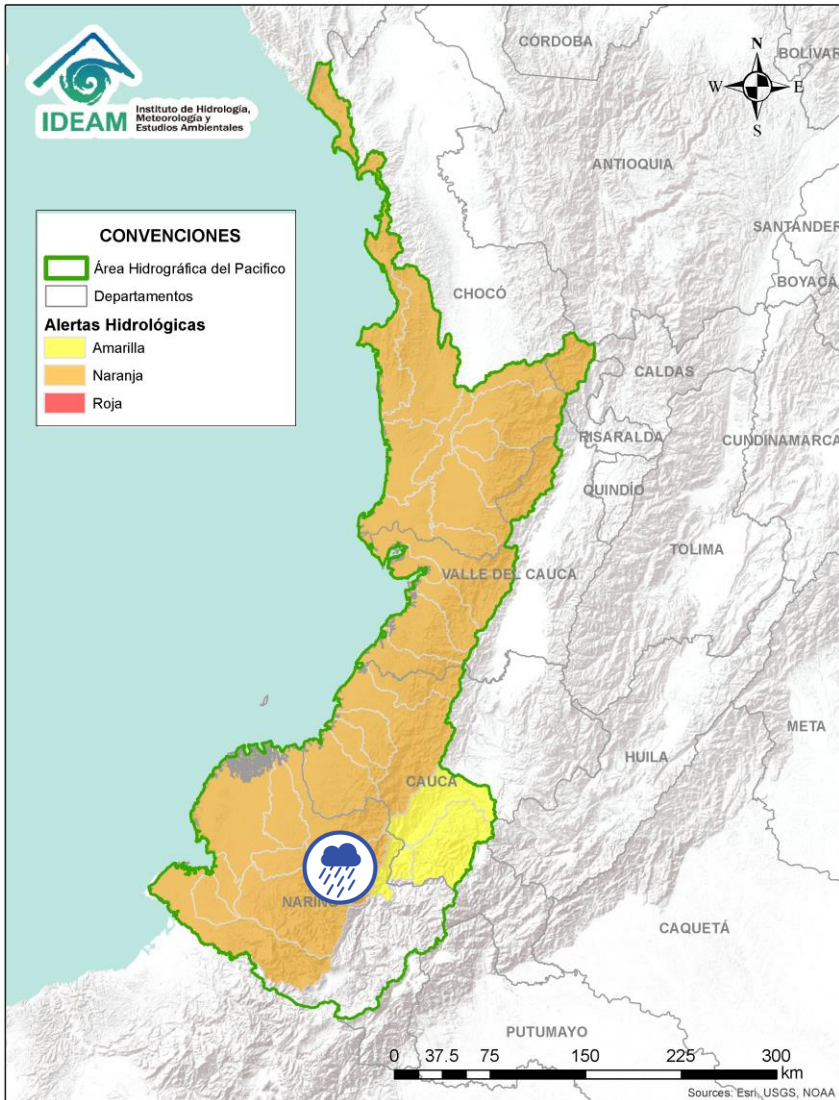 IDEAM
Instituto de Hidrología,
Meteorología y
Estudios Ambientales
CÓRDOBA
BOLÍVAR
N
W
E
S
ANTIOQUIA
SANTANDER
BOYACÁ
CHOCÓ
CALDAS
RISARALDA
CUNDINAMARCA
QUINDÍO
TOLIMA
VALLE DEL CAUCA
META
HUILA
CAUCA
NARIÑO
CAQUETÁ
PUTUMAYO
CONVENCIONES
Área Hidrográfica del Pacifico
Departamentos
Alertas Hidrológicas
Amarilla
Naranja
Roja
0 37.5 75 150 225 300
km
Sources: Esri, USGS, NOAA